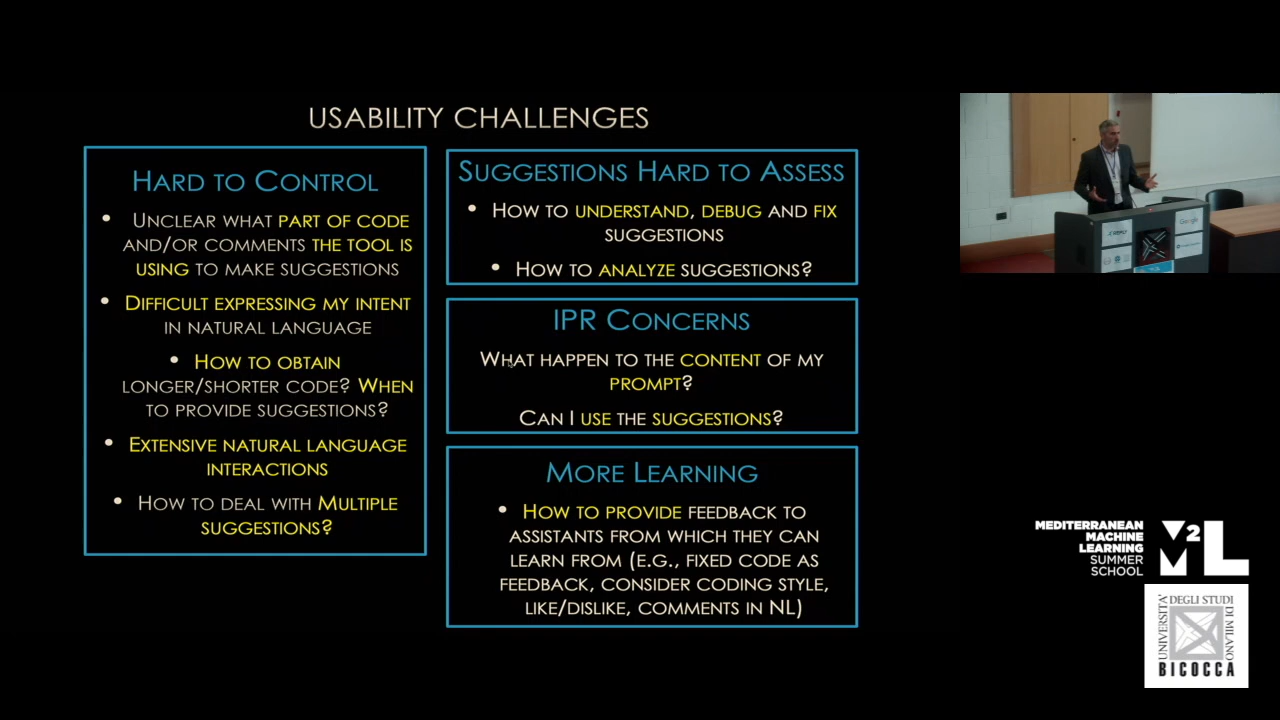 USABILITY CHALLENGES
HARD TO CONTROL
• UNCLEAR WHAT PART OF CODE
AND/OR COMMENTS THE TOOL IS
USING TO MAKE SUGGESTIONS
• DIFFICULT EXPRESSING MY INTENT
IN NATURAL LANGUAGE
• HOW TO OBTAIN
LONGER/SHORTER CODE? WHEN
TO PROVIDE SUGGESTIONS?
• EXTENSIVE NATURAL LANGUAGE
INTERACTIONS
• HOW TO DEAL WITH MULTIPLE
SUGGESTIONS?
SUGGESTIONS HARD TO ASSESS
• HOW TO UNDERSTAND, DEBUG AND FIX
SUGGESTIONS
• HOW TO ANALYZE SUGGESTIONS?
IPR CONCERNS
WHAT HAPPEN TO THE CONTENT OF MY
PROMPT?
CAN I USE THE SUGGESTIONS?
MORE LEARNING
• HOW TO PROVIDE FEEDBACK TO
ASSISTANTS FROM WHICH THEY CAN
LEARN FROM (E.G., FIXED CODE AS
FEEDBACK, CONSIDER CODING STYLE,
LIKE/DISLIKE, COMMENTS IN NL)
Google
MEDITERRANEAN
MACHINE
LEARNING
SUMMER
SCHOOL
M2L
UNIVERSITA'
DEGLI STUDI
DI MILANO
BICOCCA